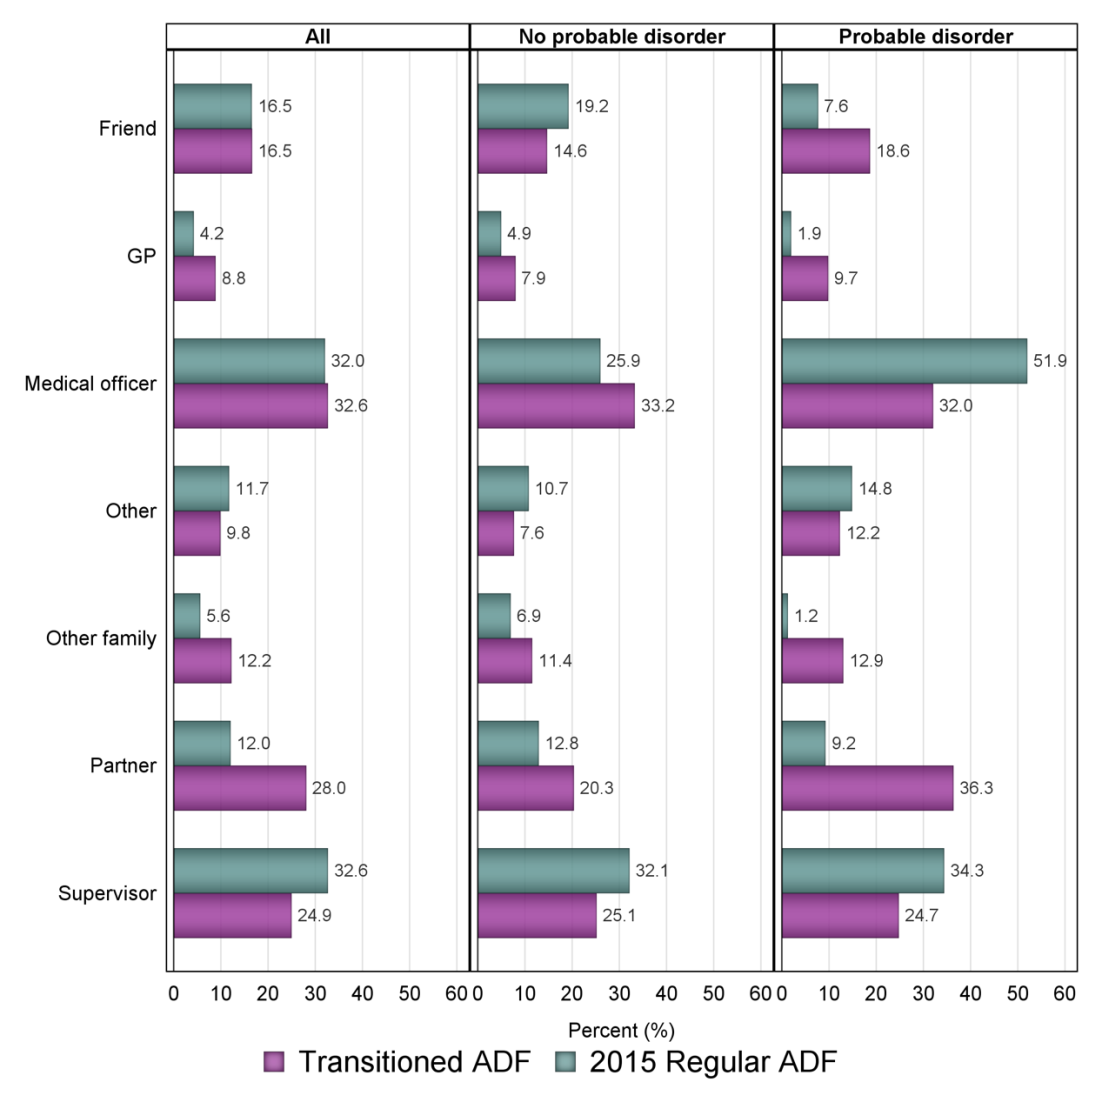 All No probable disorder Probable disorder
Friend 16.5 19.2 7.6
16.5 14.6 18.6
GP 4.2 4.9 1.9
8.8 7.9 9.7
Medical officer 32.0 25.9 51.9
32.6 33.2 32.0
Other 11.7 10.7 14.8
9.8 7.6 12.2
Other family 5.6 6.9 1.2
12.2 11.4 12.9
Partner 12.0 12.8 9.2
28.0 20.3 36.3
Supervisor 32.6 32.1 34.3
24.9 25.1 24.7
0 10 20 30 40 50 60 0 10 20 30 40 50 60 0 10 20 30 40 50 60
Percent (%)
Transitioned ADF 2015 Regular ADF